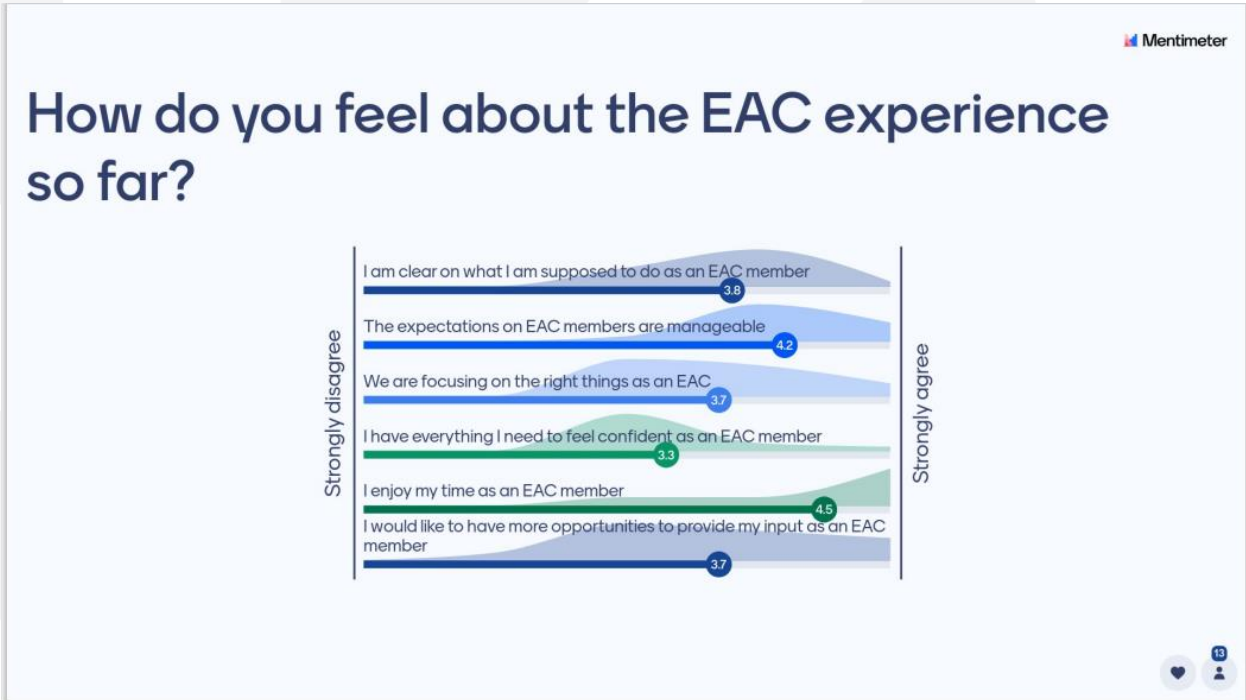 Mentimeter
How do you feel about the EAC experience
so far?
Strongly disagree
I am clear on what I am supposed to do as an EAC member
3.8
The expectations on EAC members are manageable
4.2
We are focusing on the right things as an EAC
3.7
I have everything I need to feel confident as an EAC member
3.3
I enjoy my time as an EAC member
4.5
I would like to have more opportunities to provide my input as an EAC
member
3.7
Strongly agree
13